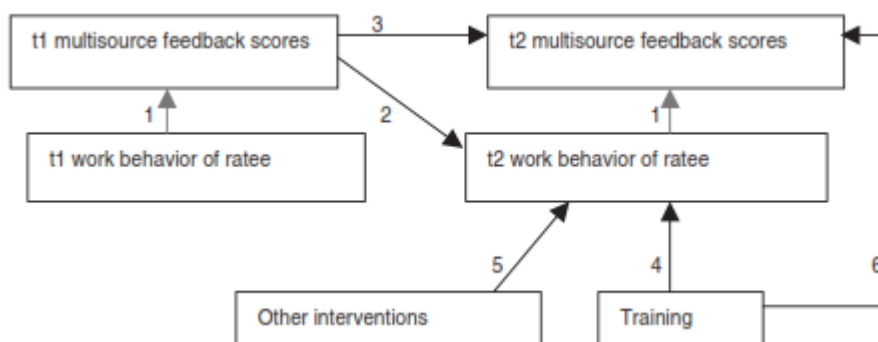 t1 multisource feedback scores
3
t2 multisource feedback scores
1
2
1
t1 work behavior of ratee
t2 work behavior of ratee
5
4
6
Other interventions
Training